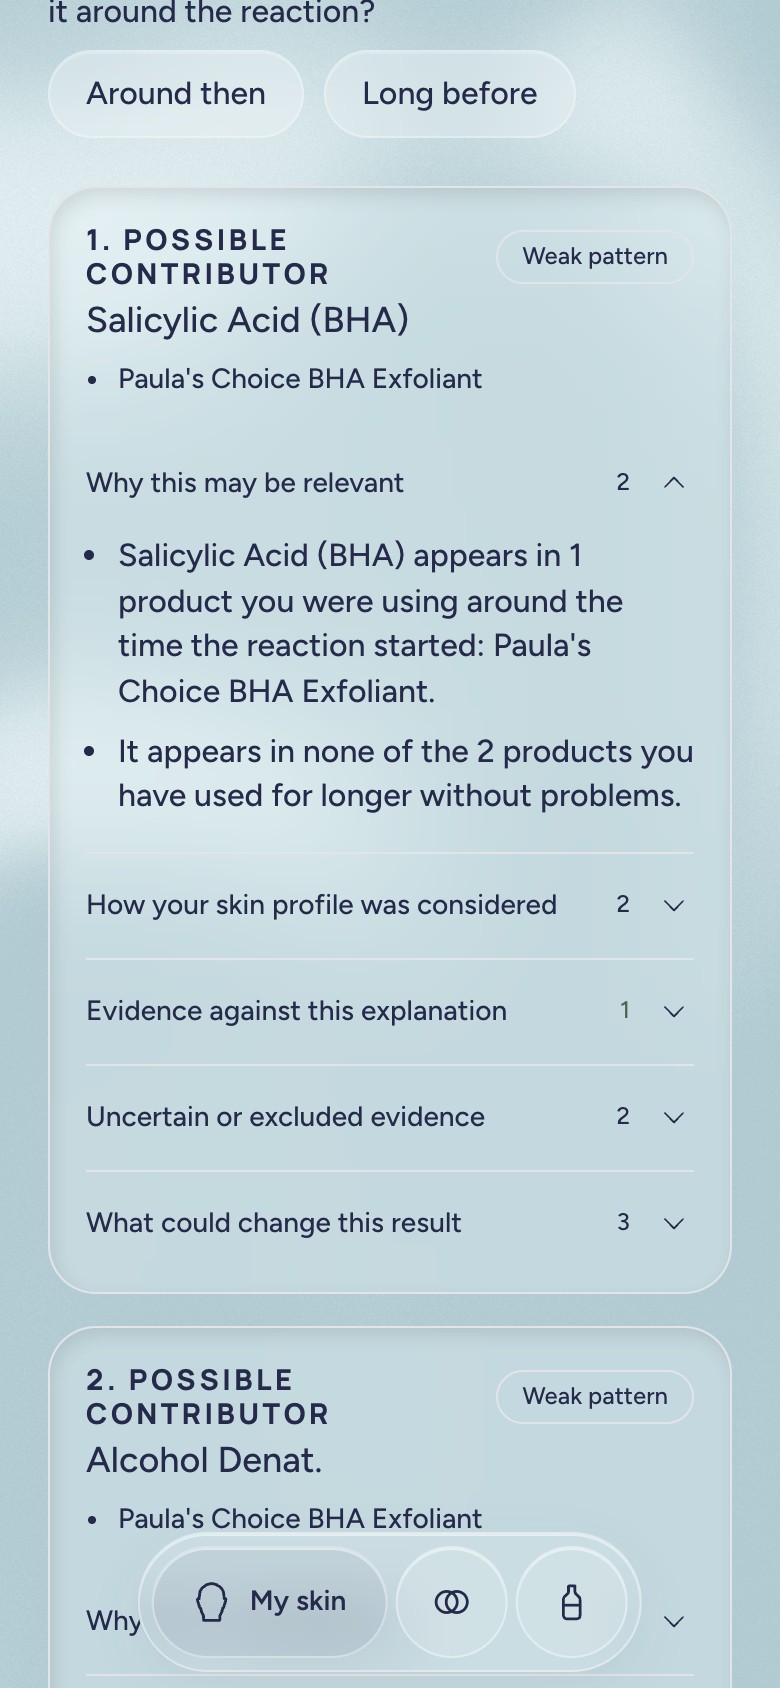 it around the reaction?
Around then
Long before
1. POSSIBLE
CONTRIBUTOR
Weak pattern
Salicylic Acid (BHA)
• Paula's Choice BHA Exfoliant
Why this may be relevant 2
• Salicylic Acid (BHA) appears in 1
product you were using around the
time the reaction started: Paula's
Choice BHA Exfoliant.
• It appears in none of the 2 products you
have used for longer without problems.
How your skin profile was considered 2
Evidence against this explanation 1
Uncertain or excluded evidence 2
What could change this result 3
2. POSSIBLE
CONTRIBUTOR
Weak pattern
Alcohol Denat.
• Paula's Choice BHA Exfoliant
Why
My skin